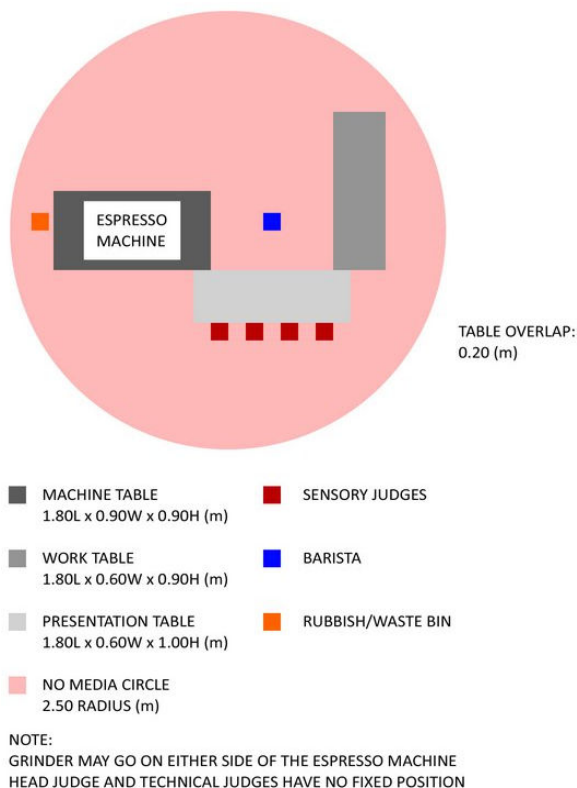 ESPRESSO
MACHINE
TABLE OVERLAP:
0.20 (m)
MACHINE TABLE
1.80L x 0.90W x 0.90H (m)
SENSORY JUDGES
WORK TABLE
1.80L x 0.60W x 0.90H (m)
BARISTA
PRESENTATION TABLE
1.80L x 0.60W x 1.00H (m)
RUBBISH/WASTE BIN
NO MEDIA CIRCLE
2.50 RADIUS (m)
NOTE:
GRINDER MAY GO ON EITHER SIDE OF THE ESPRESSO MACHINE
HEAD JUDGE AND TECHNICAL JUDGES HAVE NO FIXED POSITION